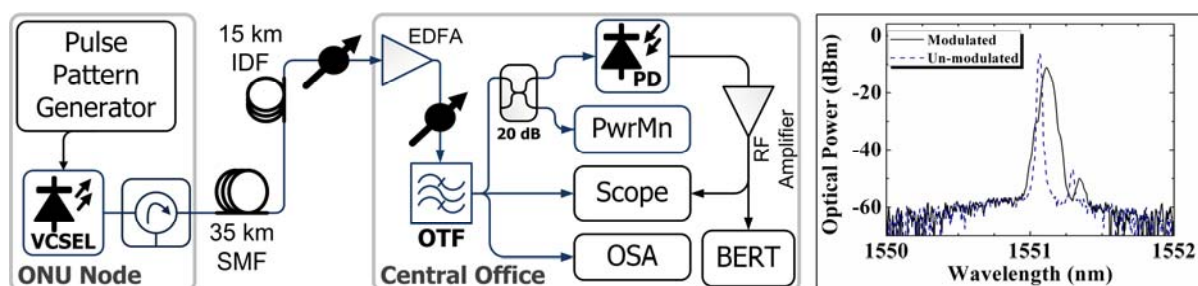 Pulse
Pattern
Generator
VCSEL
ONU Node
35 km
SMF
15 km
IDF
EDFA
OTF
20 dB
PD
PwrMn
Scope
OSA
RF
Amplifier
BERT
Central Office
Optical Power (dBm)
0
-20
-40
-60
Modulated
Un-modulated
1550
1551
1552
Wavelength (nm)